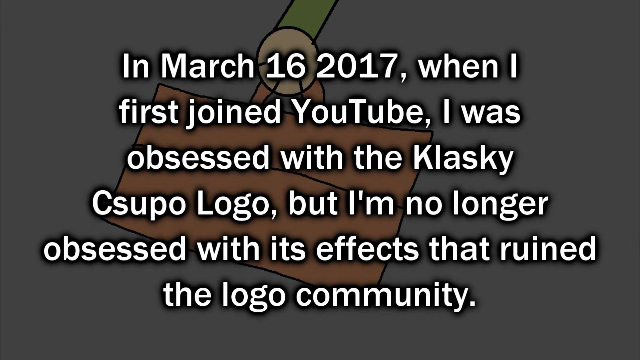 In March 16 2017, when I
first joined YouTube, I was
obsessed with the Klasky
Csupo Logo, but I'm no longer
obsessed with its effects that ruined
the logo community.